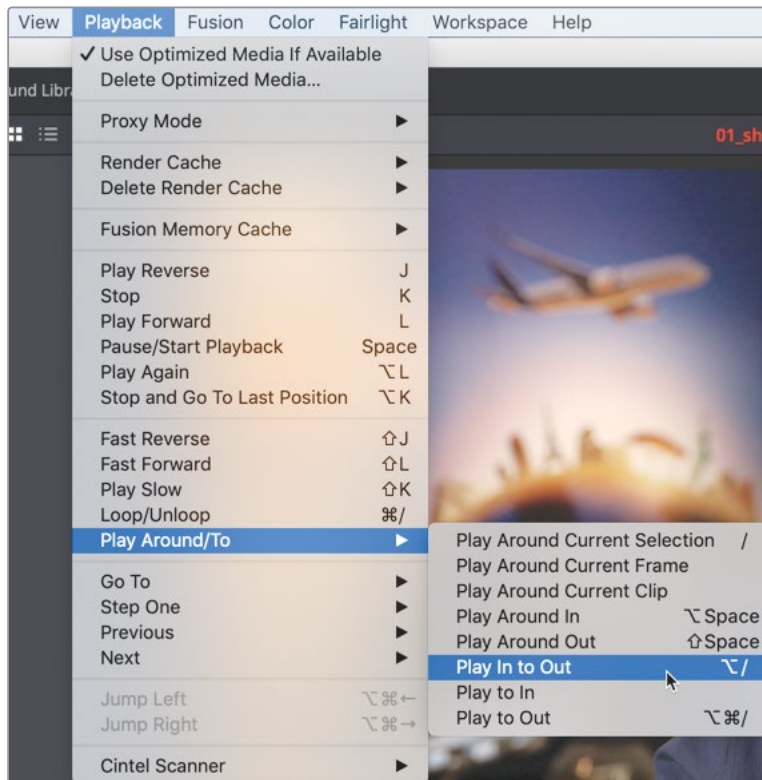 View Playback Fusion Color Fairlight Workspace Help
✓ Use Optimized Media If Available
Delete Optimized Media...
und Libr
Proxy Mode ▶
01_sh
Render Cache ▶
Delete Render Cache ▶
Fusion Memory Cache ▶
Play Reverse J
Stop K
Play Forward L
Pause/Start Playback Space
Play Again ⌥L
Stop and Go To Last Position ⌥K
Fast Reverse ⇧J
Fast Forward ⇧L
Play Slow ⇧K
Loop/Unloop ⌘/
Play Around/To ▶
Go To ▶
Step One ▶
Previous ▶
Next ▶
Jump Left ⌥⌘←
Jump Right ⌥⌘→
Cintel Scanner ▶
Play Around Current Selection /
Play Around Current Frame
Play Around Current Clip
Play Around In ⌥Space
Play Around Out ⇧Space
Play In to Out ⌥/
Play to In
Play to Out ⌥⌘/